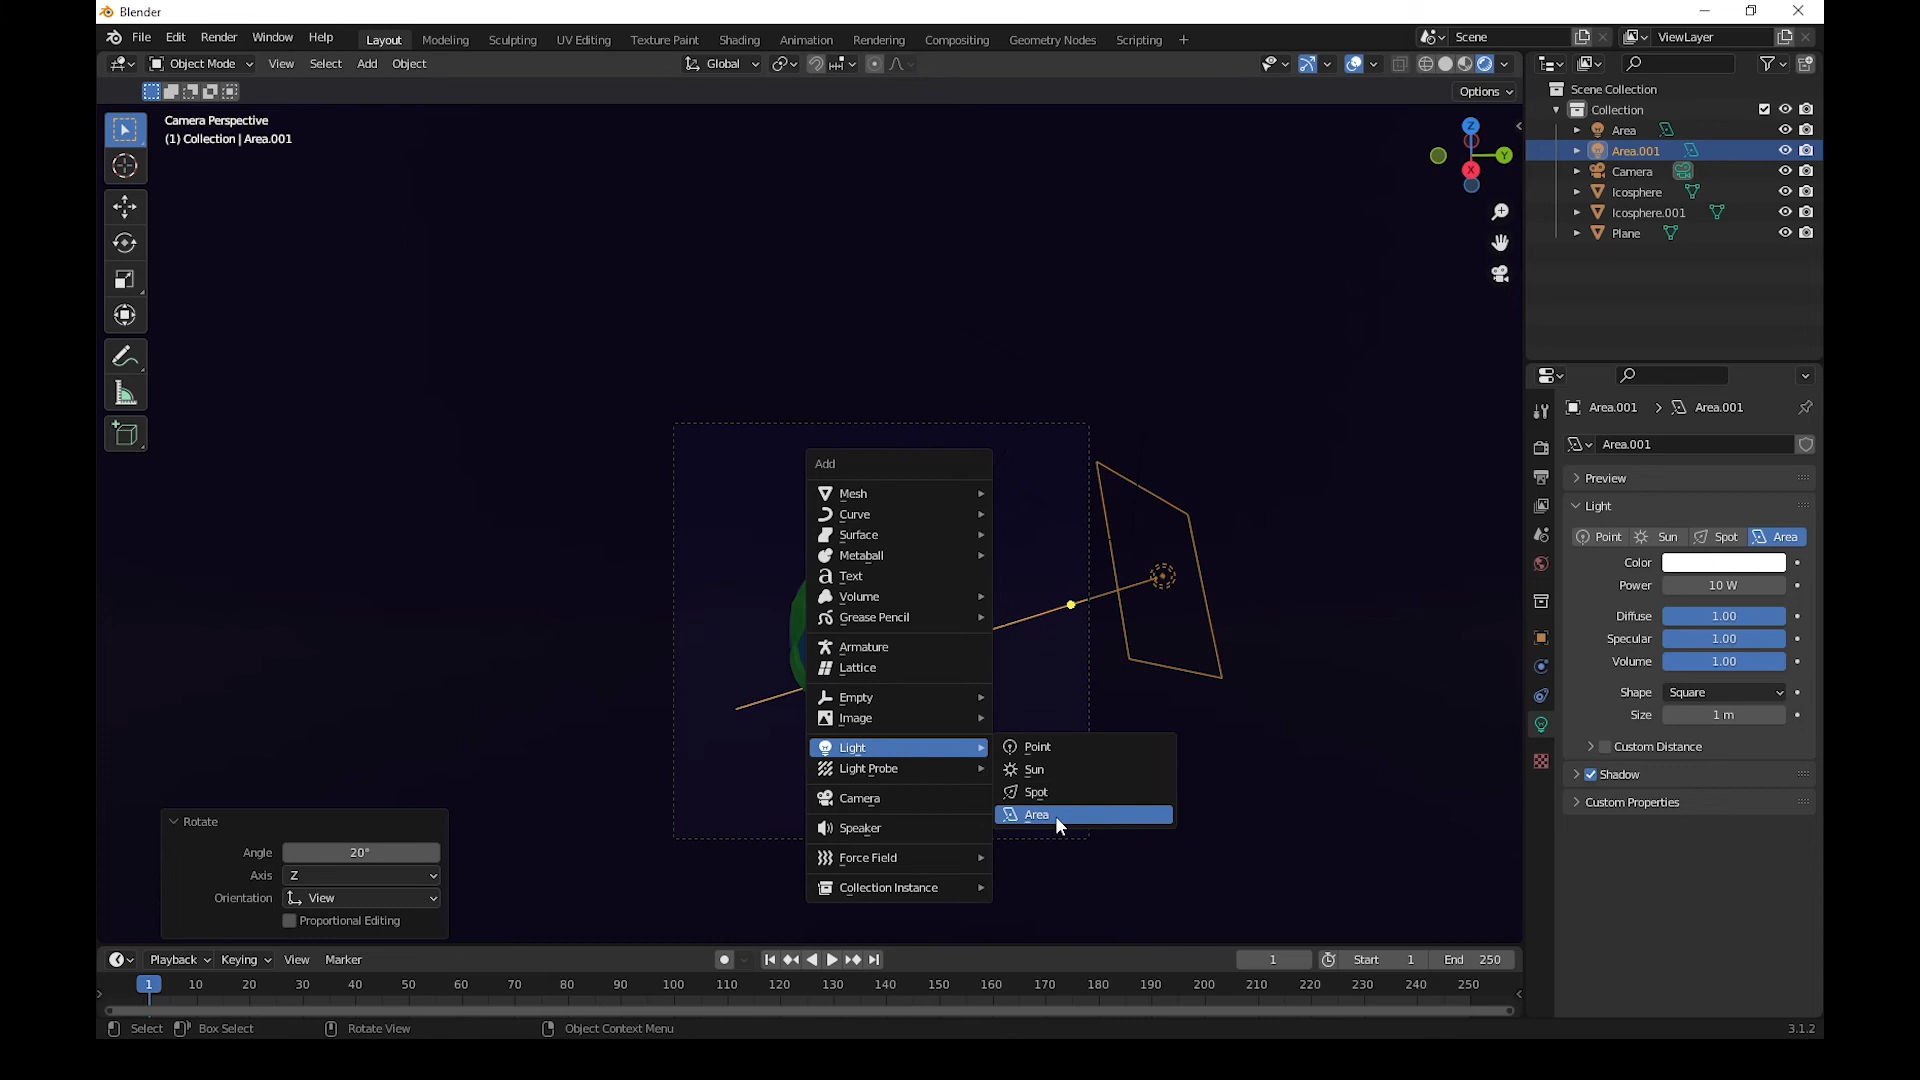 Blender
File Edit Render Window Help Layout Modeling Sculpting UV Editing Texture Paint Shading Animation Rendering Compositing Geometry Nodes Scripting + Scene ViewLayer
Object Mode View Select Add Object Global
Options
Camera Perspective
(1) Collection | Area.001
Z
Y
X
Scene Collection
Collection
Area
Area.001
Camera
Icosphere
Icosphere.001
Plane
Area.001 > Area.001
Area.001
Preview
Light
Point Sun Spot Area
Color
Power 10 W
Diffuse 1.00
Specular 1.00
Volume 1.00
Shape Square
Size 1 m
Custom Distance
Shadow
Custom Properties
Add
Mesh
Curve
Surface
Metaball
Text
Volume
Grease Pencil
Armature
Lattice
Empty
Image
Light
Light Probe
Camera
Speaker
Force Field
Collection Instance
Point
Sun
Spot
Area
Rotate
Angle 20°
Axis Z
Orientation View
Proportional Editing
Playback Keying View Marker 1 Start 1 End 250
1 10 20 30 40 50 60 70 80 90 100 110 120 130 140 150 160 170 180 190 200 210 220 230 240 250
Select Box Select Rotate View Object Context Menu 3.1.2